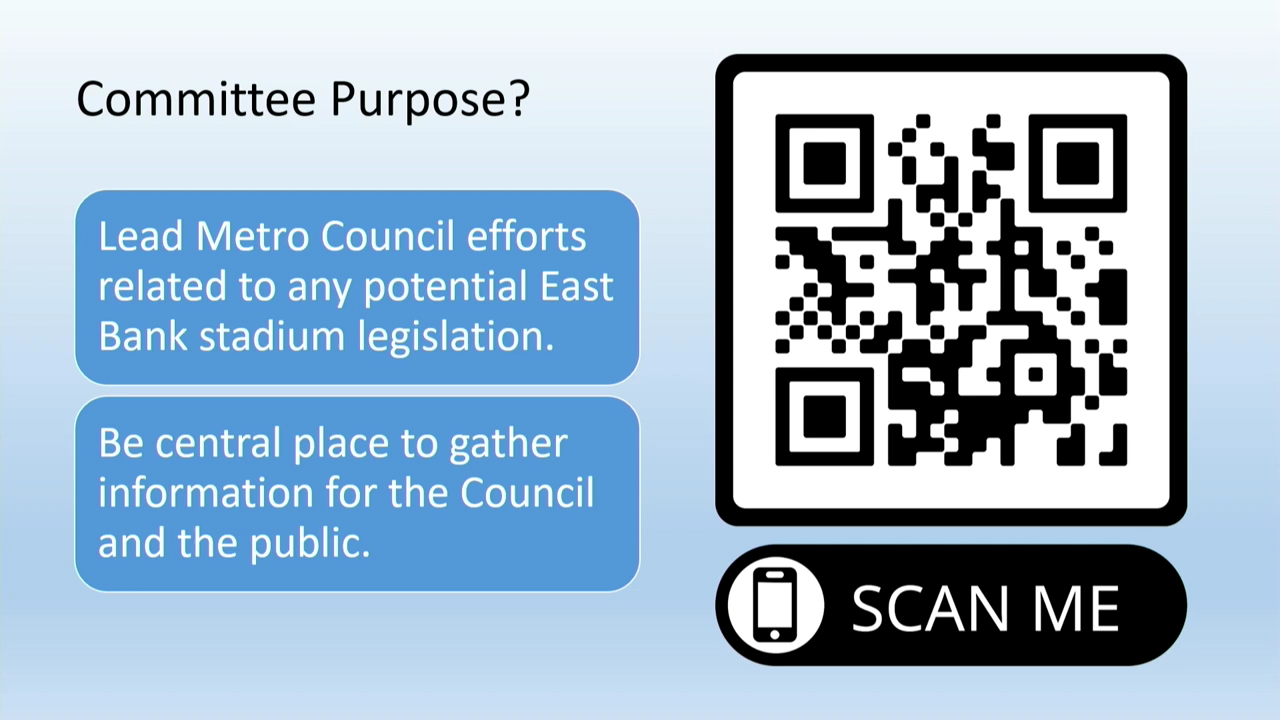 Committee Purpose?
Lead Metro Council efforts
related to any potential East
Bank stadium legislation.
Be central place to gather
information for the Council
and the public.
SCAN ME